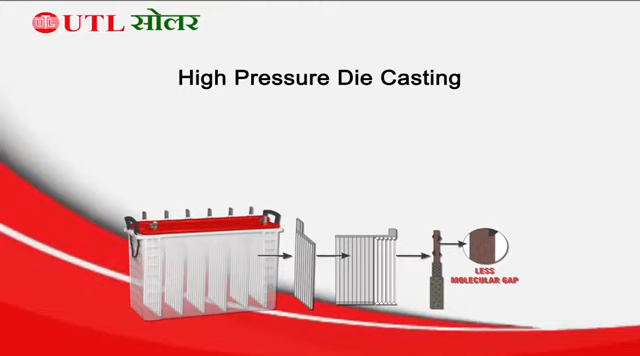 UTL सोलर
High Pressure Die Casting
LESS
MOLECULAR GAP